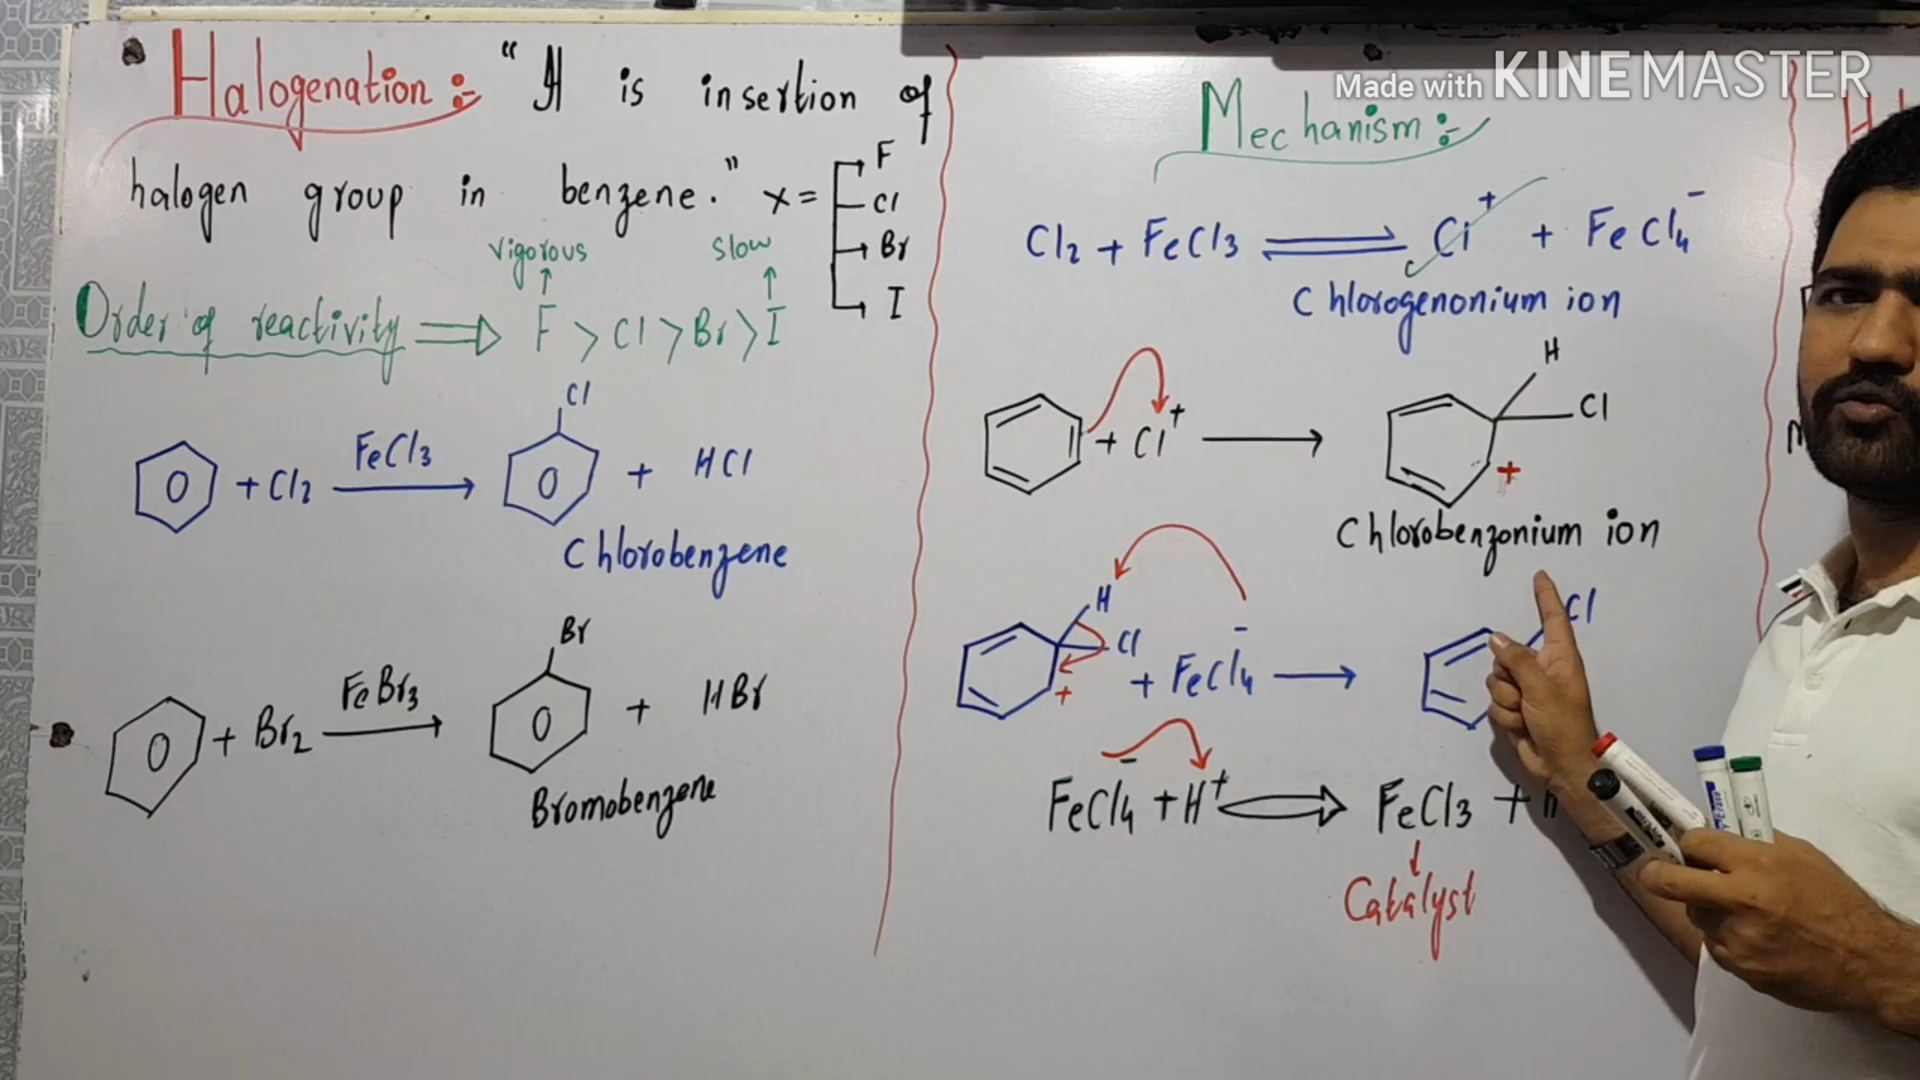 Made with KINEMASTER
Halogenation :- "It is insertion of
halogen group in benzene." x =
F
Cl
Br
I
vigorous
slow
Order of reactivity ⇒ F > Cl > Br > I
Cl
FeCl3
+ Cl2 → + HCl
Chlorobenzene
Br
FeBr3
+ Br2 → + HBr
Bromobenzene
Mechanism :-
Cl2 + FeCl3 ⇌ Cl+ + FeCl4-
Chlorogenonium ion
H
+ Cl+ → Cl
+
Chlorobenzonium ion
H
Cl
Cl
+ + FeCl4- →
FeCl4- + H+ ⇌ FeCl3 +
Catalyst